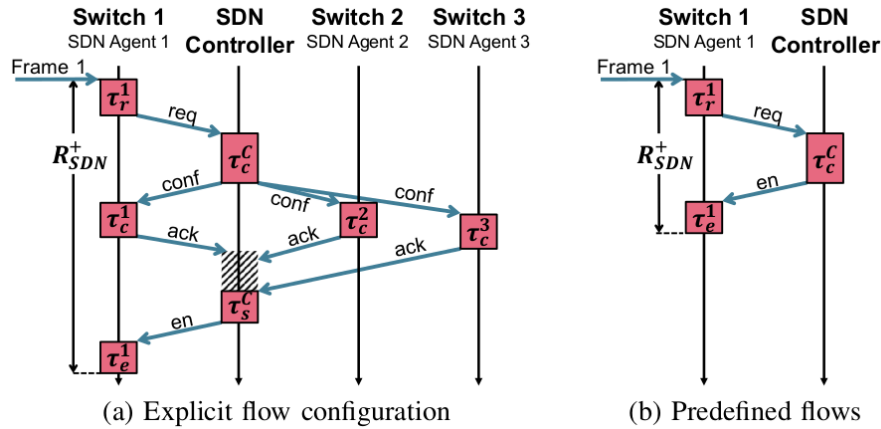 Switch 1 SDN Switch 2 Switch 3
SDN Agent 1 Controller SDN Agent 2 SDN Agent 3
Frame 1
τ_r^1
req
R_SDN^+
τ_c^C
conf conf conf
τ_c^1 τ_c^2 τ_c^3
ack ack ack
τ_s^C
en
τ_e^1
(a) Explicit flow configuration
Switch 1 SDN
SDN Agent 1 Controller
Frame 1
τ_r^1
req
R_SDN^+
τ_c^C
en
τ_e^1
(b) Predefined flows